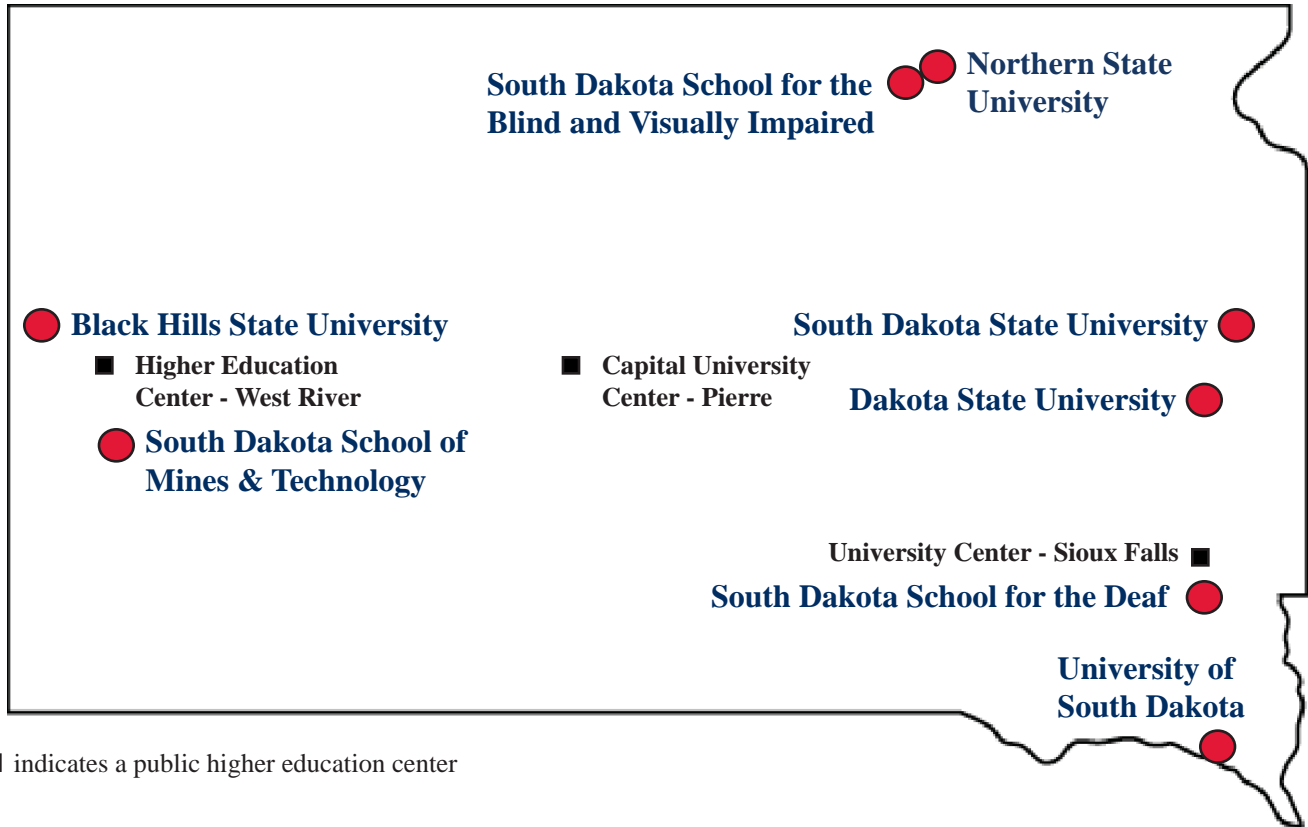 Northern State
University
South Dakota School for the
Blind and Visually Impaired
Black Hills State University
Higher Education
Center - West River
South Dakota School of
Mines & Technology
Capital University
Center - Pierre
South Dakota State University
Dakota State University
University Center - Sioux Falls
South Dakota School for the Deaf
University of
South Dakota
indicates a public higher education center